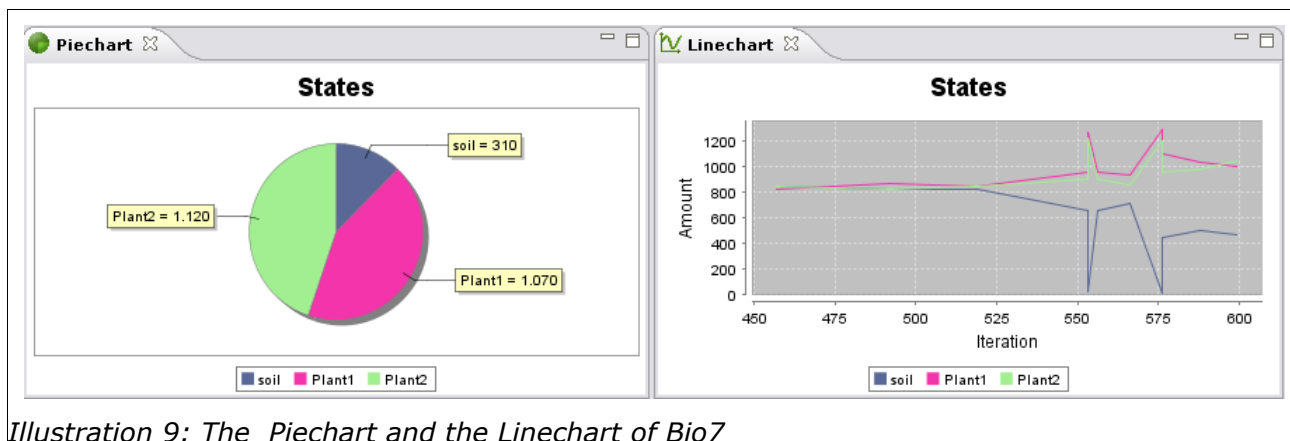 Piechart
States
soil = 310
Plant2 = 1.120
Plant1 = 1.070
soil Plant1 Plant2
Linechart
States
Amount
1200
1000
800
600
400
200
0
450 475 500 525 550 575 600
Iteration
soil Plant1 Plant2
Illustration 9: The Piechart and the Linechart of Bio7